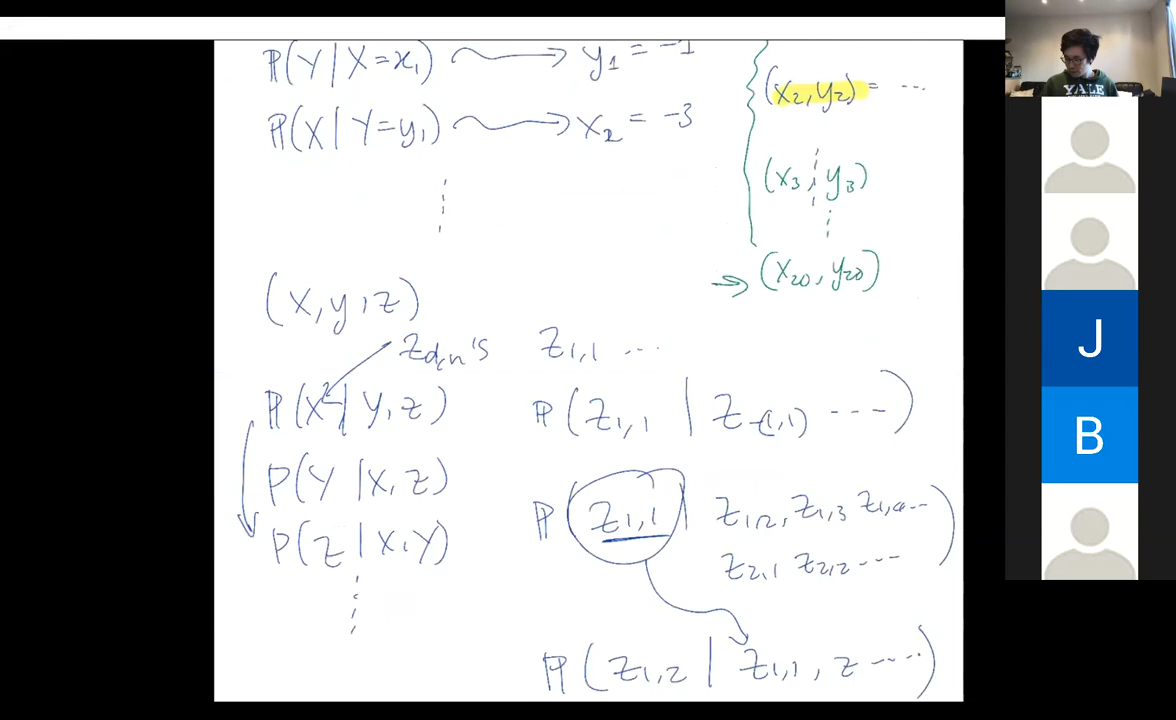 P(Y | X=x₁) → y₁ = -1
P(X | Y=y₁) → x₂ = -3
(x₂, y₂) = ...
(x₃, y₃)
→ (x₂₀, y₂₀)
(X, Y, Z)
z_d,n's
P(X | Y, Z)
P(Y | X, Z)
P(Z | X, Y)
z₁,₁ ...
P(z₁,₁ | z₋(₁,₁) ---)
P(z₁,₁ | z₁,₂, z₁,₃ z₁,₄...
z₂,₁ z₂,₂ ---)
P(z₁,₂ | z₁,₁, z ----)
YALE
J
B